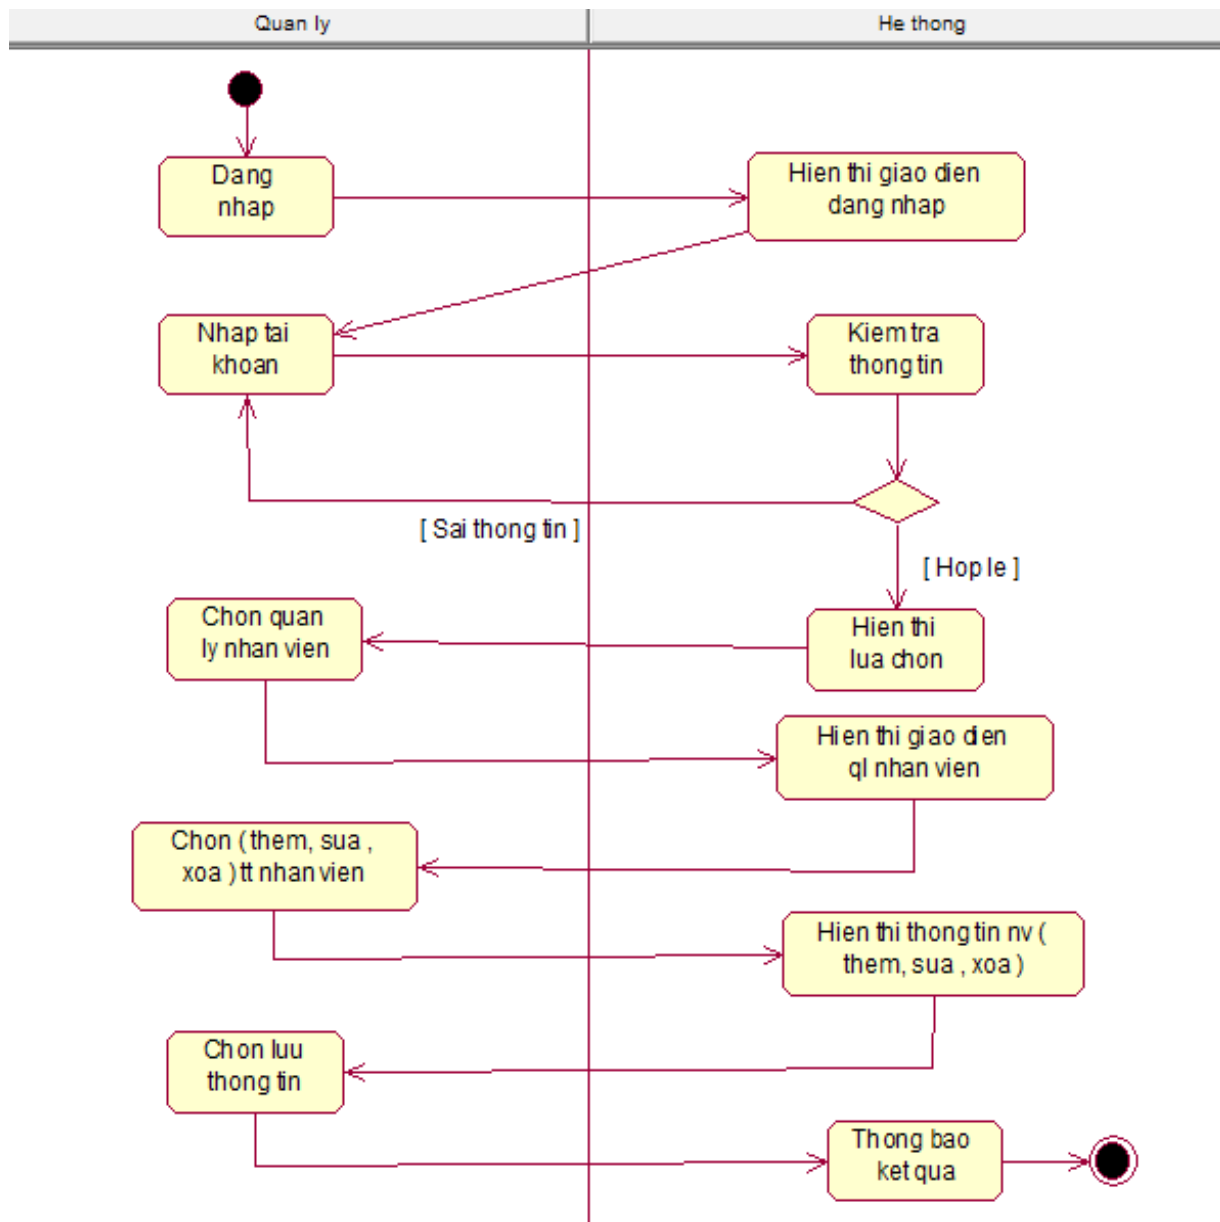 Quan ly
He thong
Dang
nhap
Hien thi giao dien
dang nhap
Nhap tai
khoan
Kiem tra
thong tin
[ Sai thong tin ]
[ Hop le ]
Chon quan
ly nhan vien
Hien thi
lua chon
Hien thi giao dien
ql nhan vien
Chon ( them, sua ,
xoa ) tt nhan vien
Hien thi thong tin nv (
them, sua , xoa )
Chon luu
thong tin
Thong bao
ket qua